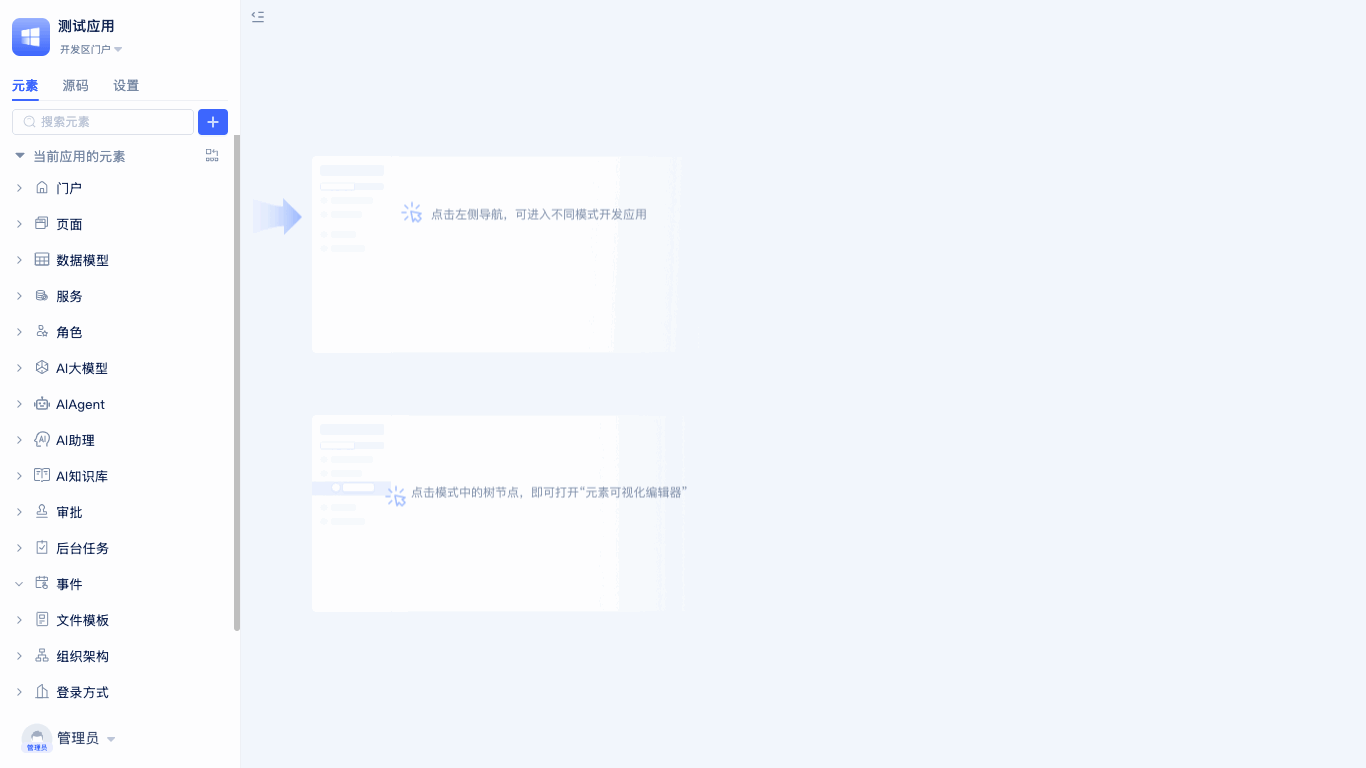 测试应用
开发区门户
元素 源码 设置
搜索元素
当前应用的元素
门户
页面
数据模型
服务
角色
AI大模型
AIAgent
AI助理
AI知识库
审批
后台任务
事件
文件模板
组织架构
登录方式
管理员
管理员
点击左侧导航，可进入不同模式开发应用
点击模式中的树节点，即可打开“元素可视化编辑器”